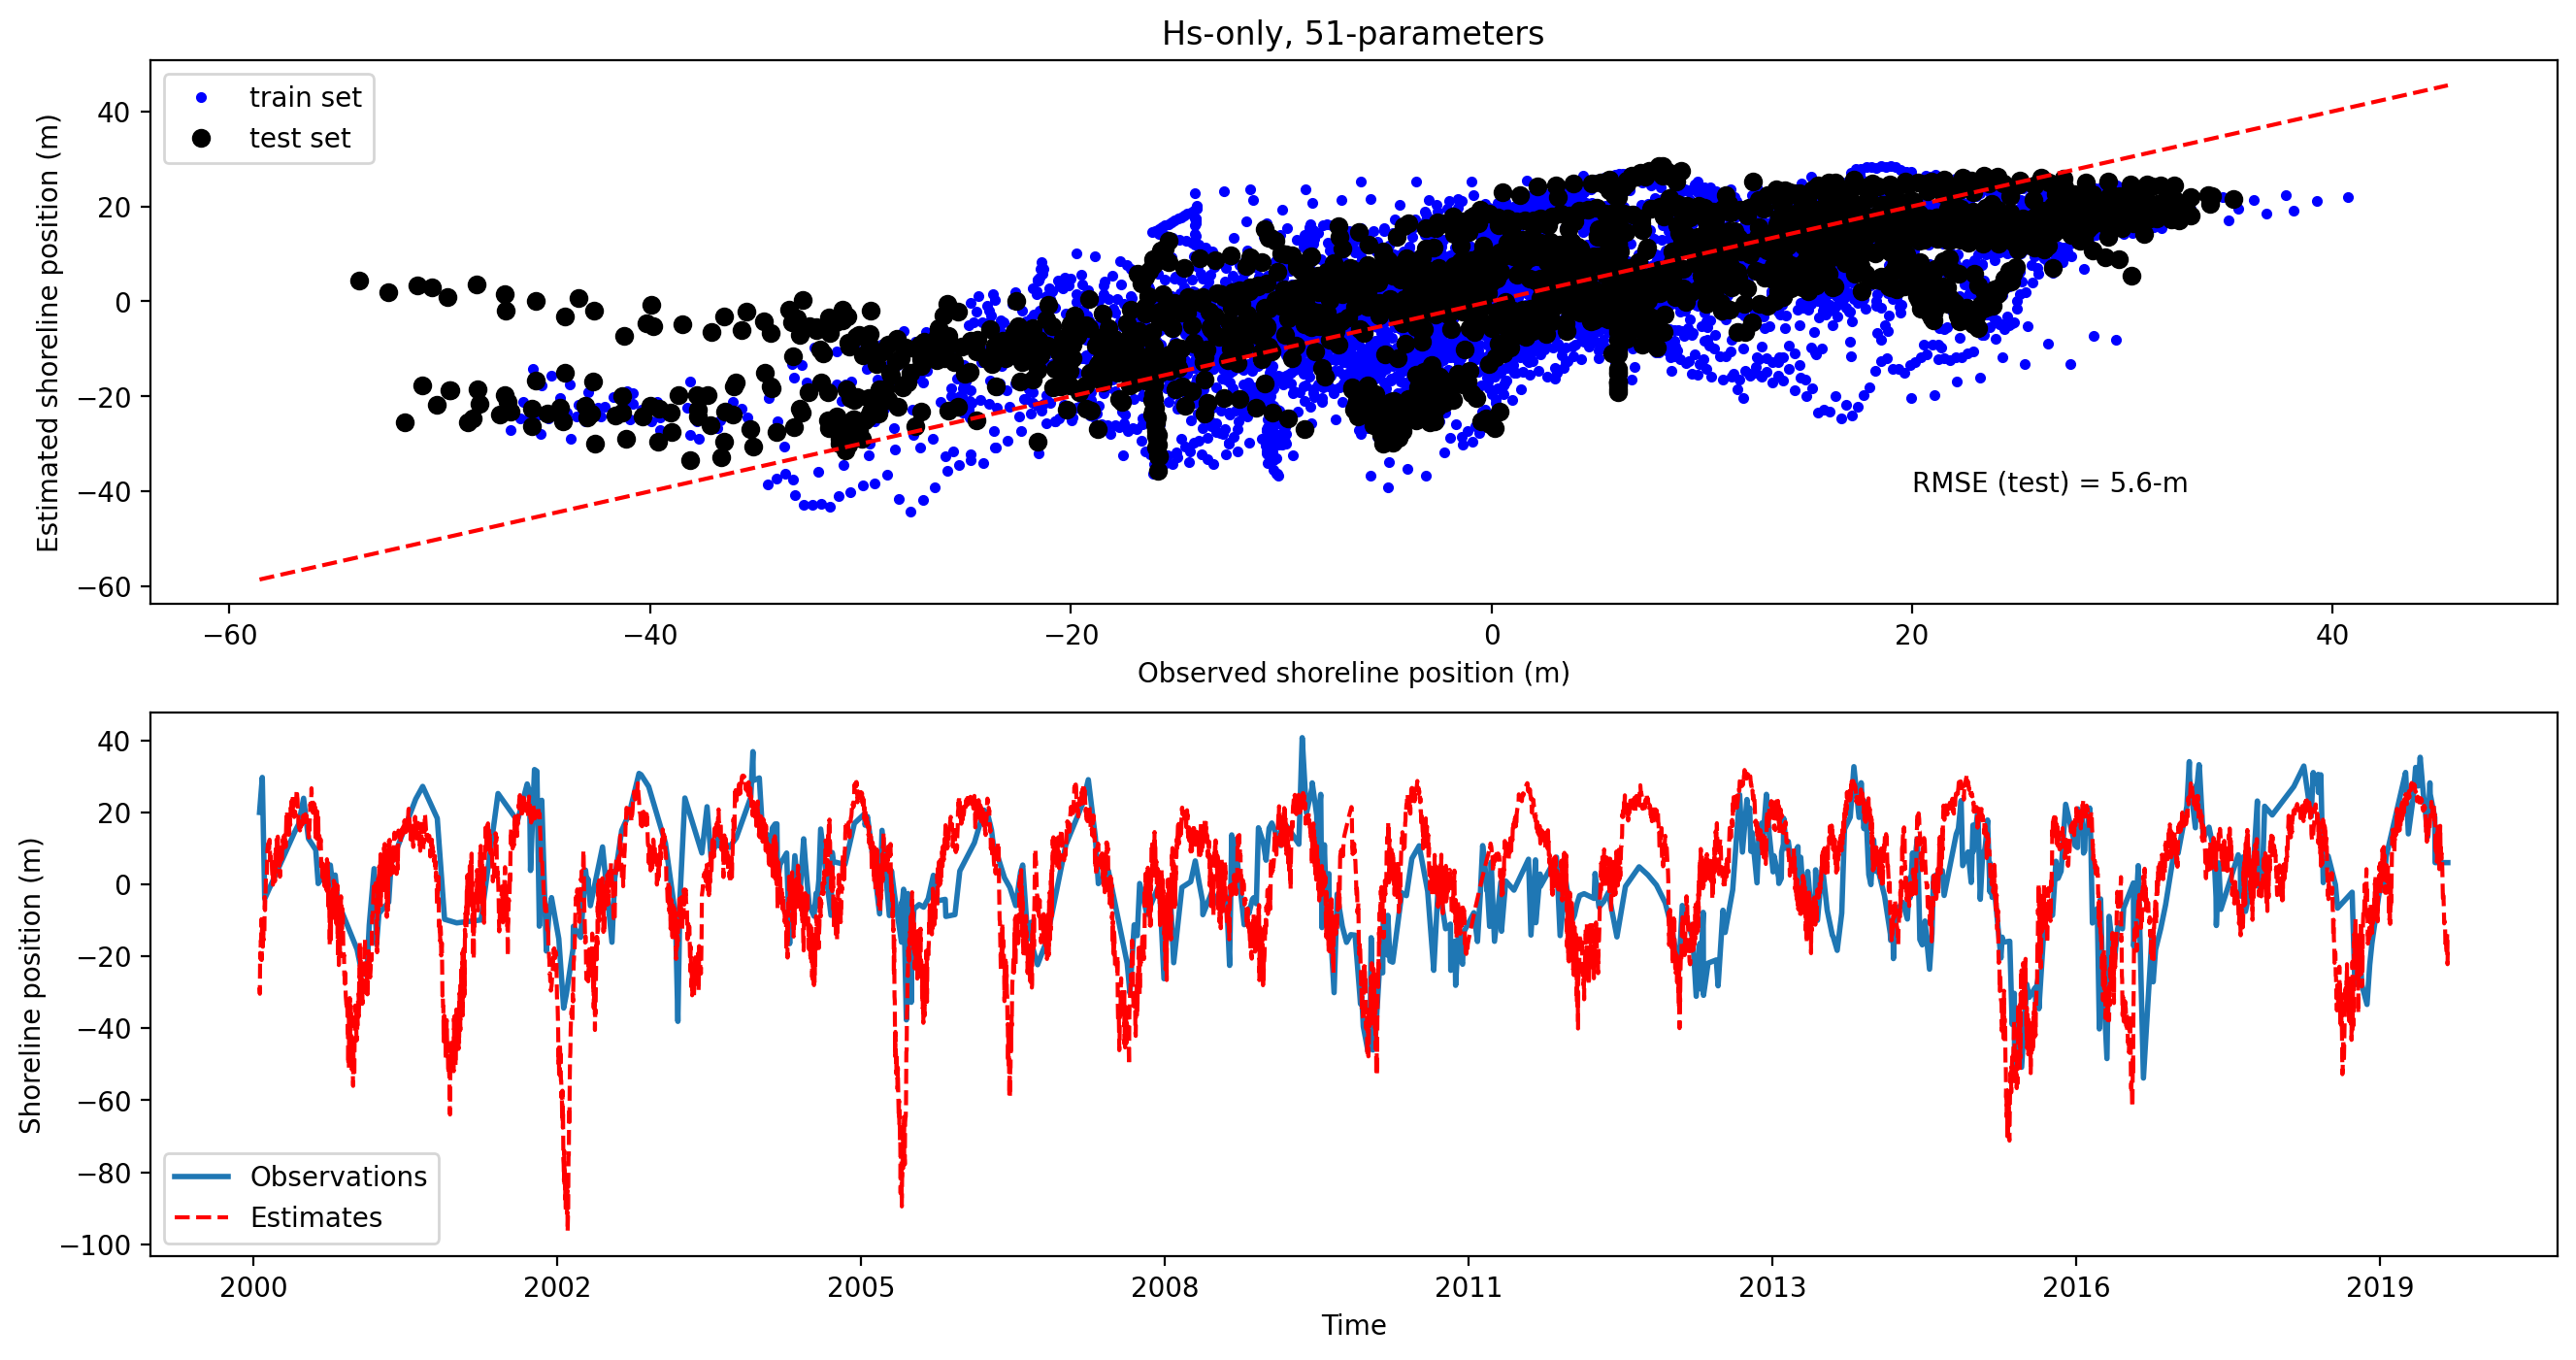 Hs-only, 51-parameters
train set
test set
Estimated shoreline position (m)
40
20
0
−20
−40
−60
RMSE (test) = 5.6-m
−60 −40 −20 0 20 40
Observed shoreline position (m)
Shoreline position (m)
40
20
0
−20
−40
−60
−80
−100
Observations
Estimates
2000 2002 2005 2008 2011 2013 2016 2019
Time